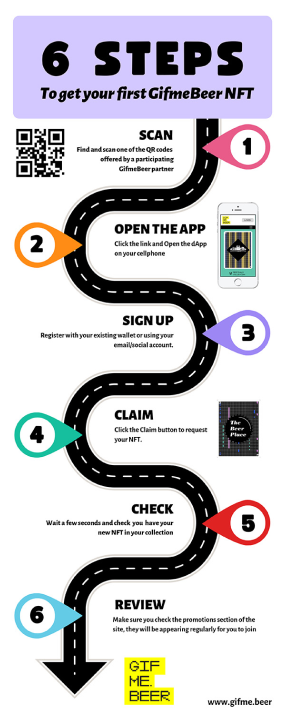 6 STEPS
To get your first GifmeBeer NFT
SCAN
Find and scan one of the QR codes
offered by a participating
GifmeBeer partner
1
2
OPEN THE APP
Click the link and Open the dApp
on your cellphone
SIGN UP
Register with your existing wallet or using your
email/social account.
3
4
CLAIM
Click the Claim button to request
your NFT.
The
Beer
Place
CHECK
Wait a few seconds and check you have your
new NFT in your collection
5
6
REVIEW
Make sure you check the promotions section of the
site, they will be appearing regularly for you to join
GIF
ME.
BEER
www.gifme.beer